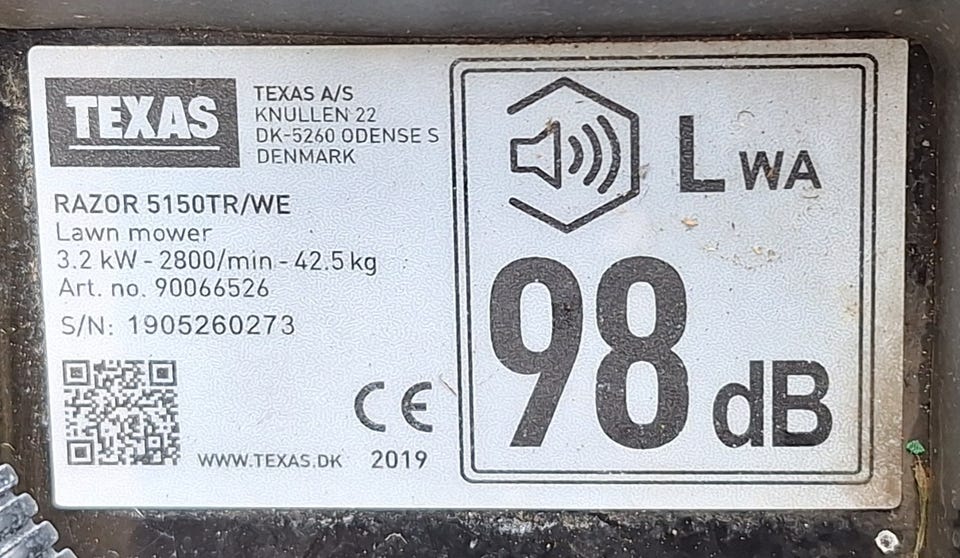 TEXAS
TEXAS A/S
KNULLEN 22
DK-5260 ODENSE S
DENMARK
RAZOR 5150TR/WE
Lawn mower
3.2 kW - 2800/min - 42.5 kg
Art. no. 90066526
S/N: 1905260273
CE
WWW.TEXAS.DK 2019
LWA
98 dB